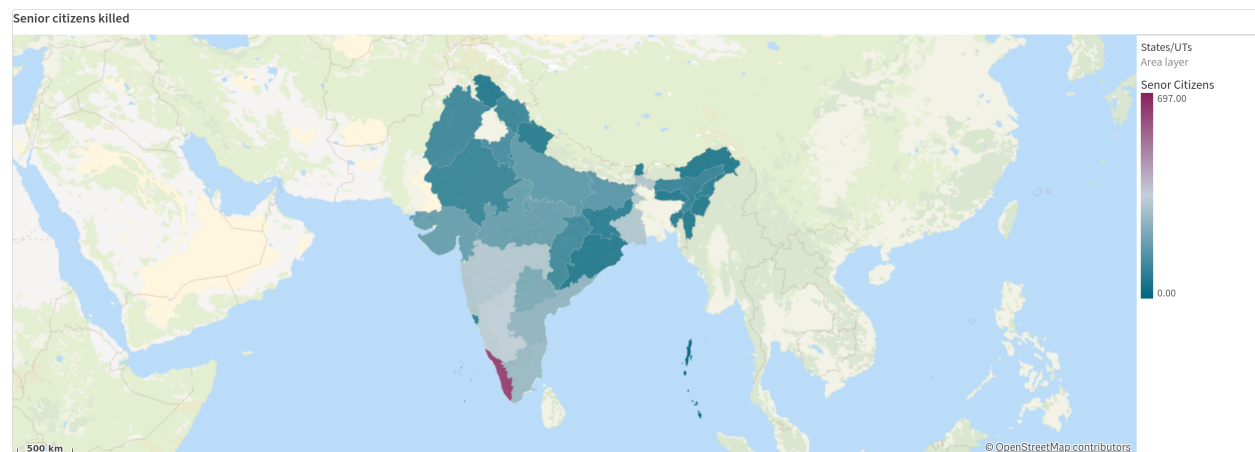 Senior citizens killed
States/UTs
Area layer
Senor Citizens
697.00
0.00
500 km
© OpenStreetMap contributors